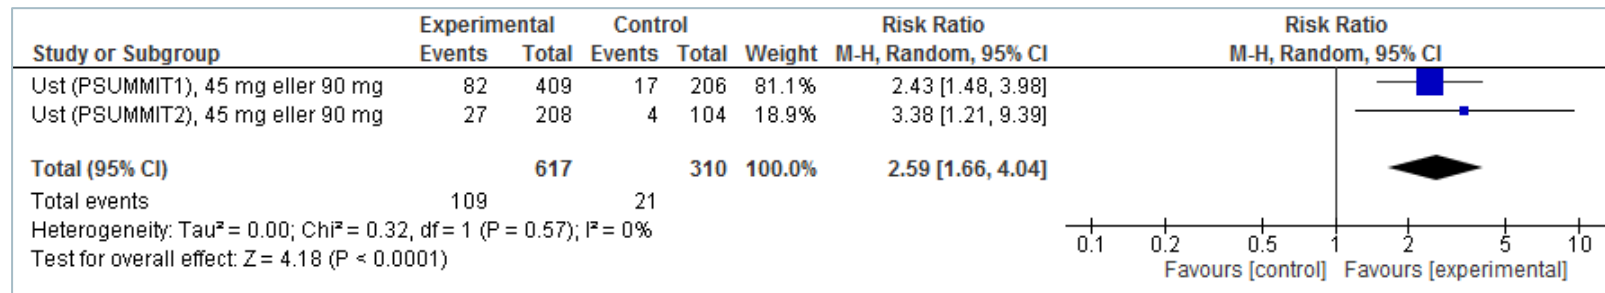 Experimental Control Risk Ratio Risk Ratio
Study or Subgroup Events Total Events Total Weight M-H, Random, 95% CI M-H, Random, 95% CI
Ust (PSUMMIT1), 45 mg eller 90 mg 82 409 17 206 81.1% 2.43 [1.48, 3.98]
Ust (PSUMMIT2), 45 mg eller 90 mg 27 208 4 104 18.9% 3.38 [1.21, 9.39]
Total (95% CI) 617 310 100.0% 2.59 [1.66, 4.04]
Total events 109 21
Heterogeneity: Tau² = 0.00; Chi² = 0.32, df = 1 (P = 0.57); I² = 0%
Test for overall effect: Z = 4.18 (P < 0.0001)
0.1 0.2 0.5 1 2 5 10
Favours [control] Favours [experimental]